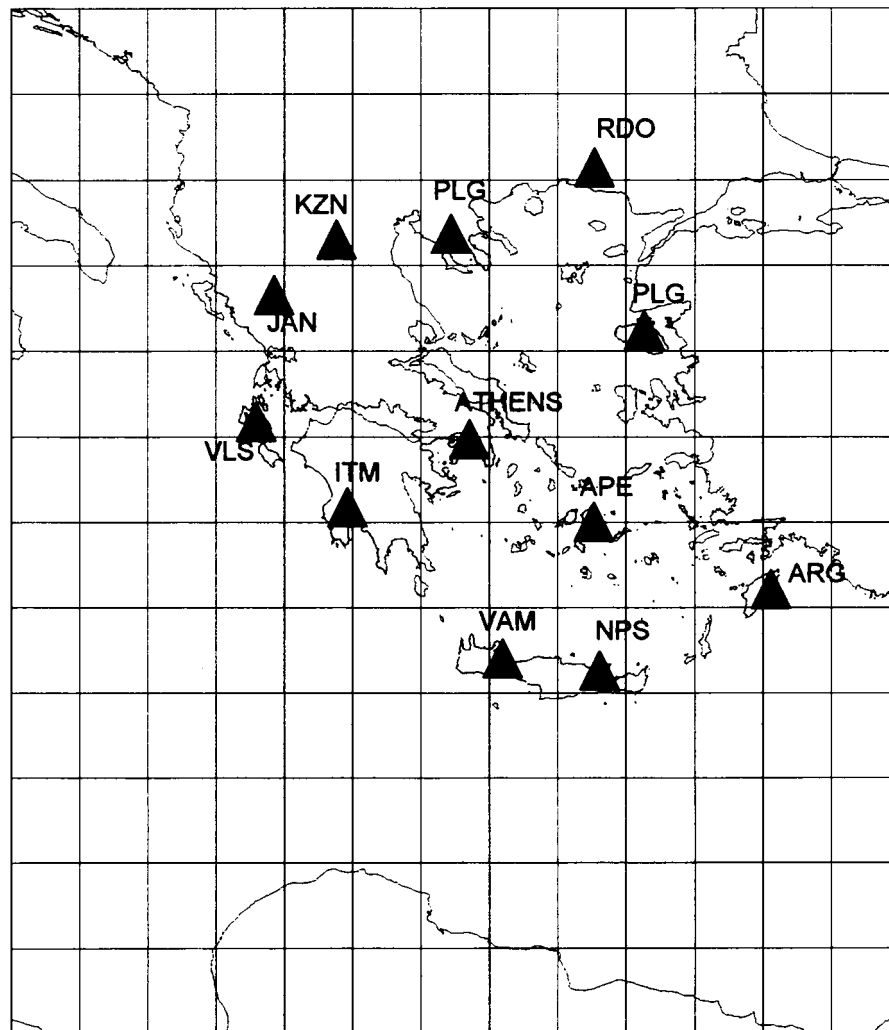 RDO
PLG
KZN
PLG
JAN
ATHENS
VLS
ITM
APE
ARG
VAM
NPS